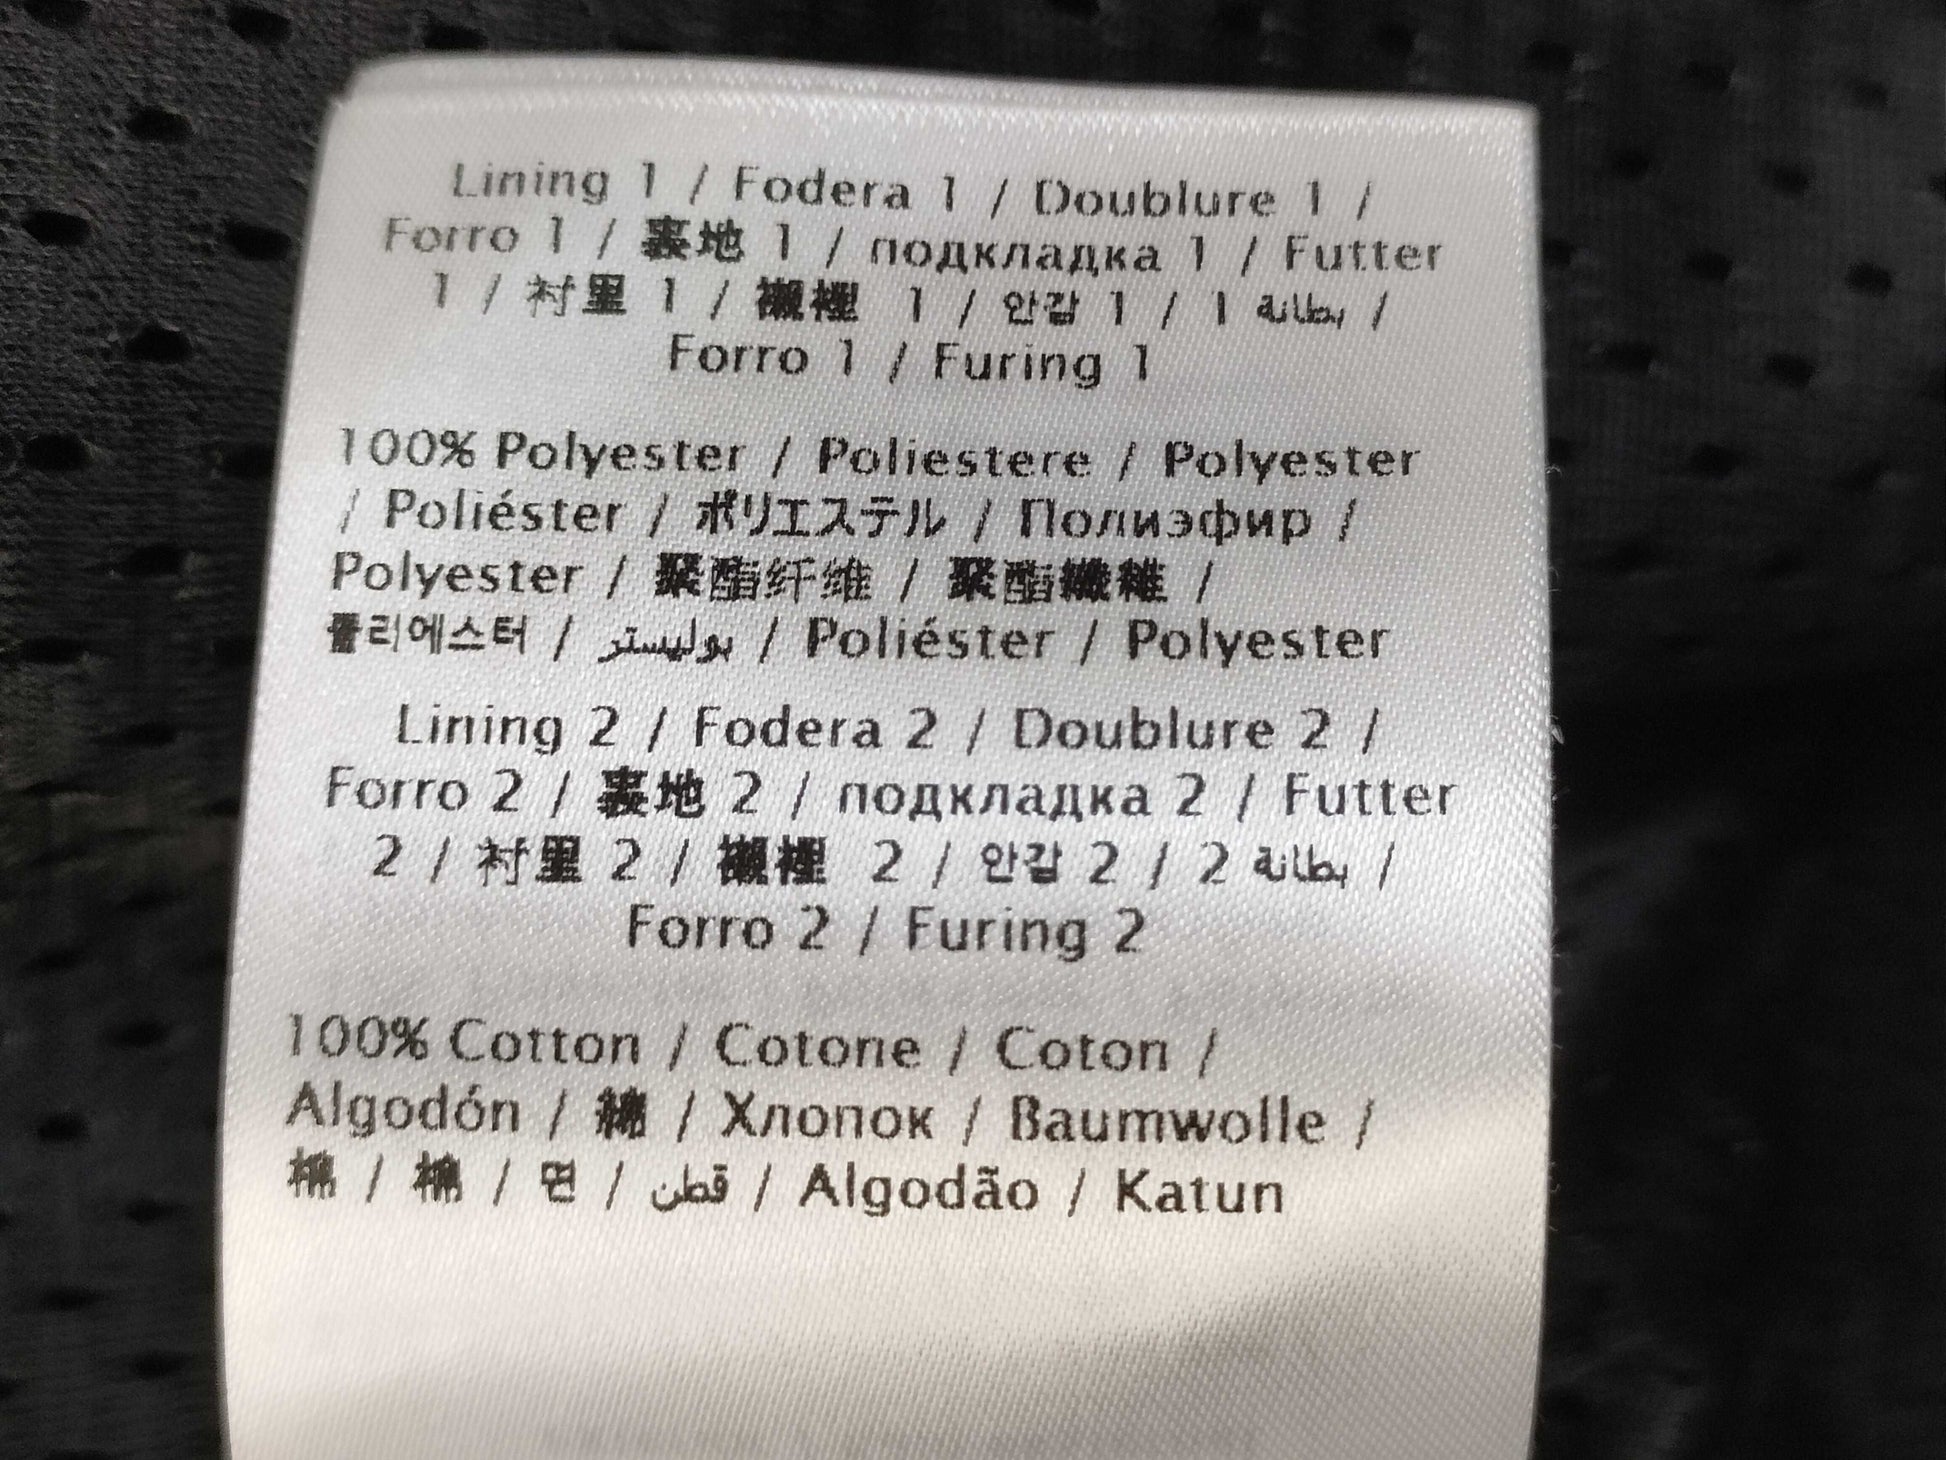 Lining 1 / Fodera 1 / Doublure 1 /
Forro 1 / 裏地 1 / подкладка 1 / Futter
1 / 衬里 1 / 襯裡 1 / 안감 1 / 1 بطانة /
Forro 1 / Furing 1
100% Polyester / Poliestere / Polyester
/ Poliéster / ポリエステル / Полиэфир /
Polyester / 聚酯纤维 / 聚酯纖維 /
폴리에스터 / بوليستر / Poliéster / Polyester
Lining 2 / Fodera 2 / Doublure 2 /
Forro 2 / 裏地 2 / подкладка 2 / Futter
2 / 衬里 2 / 襯裡 2 / 안감 2 / 2 بطانة /
Forro 2 / Furing 2
100% Cotton / Cotone / Coton /
Algodón / 綿 / Хлопок / Baumwolle /
棉 / 棉 / 면 / قطن / Algodão / Katun